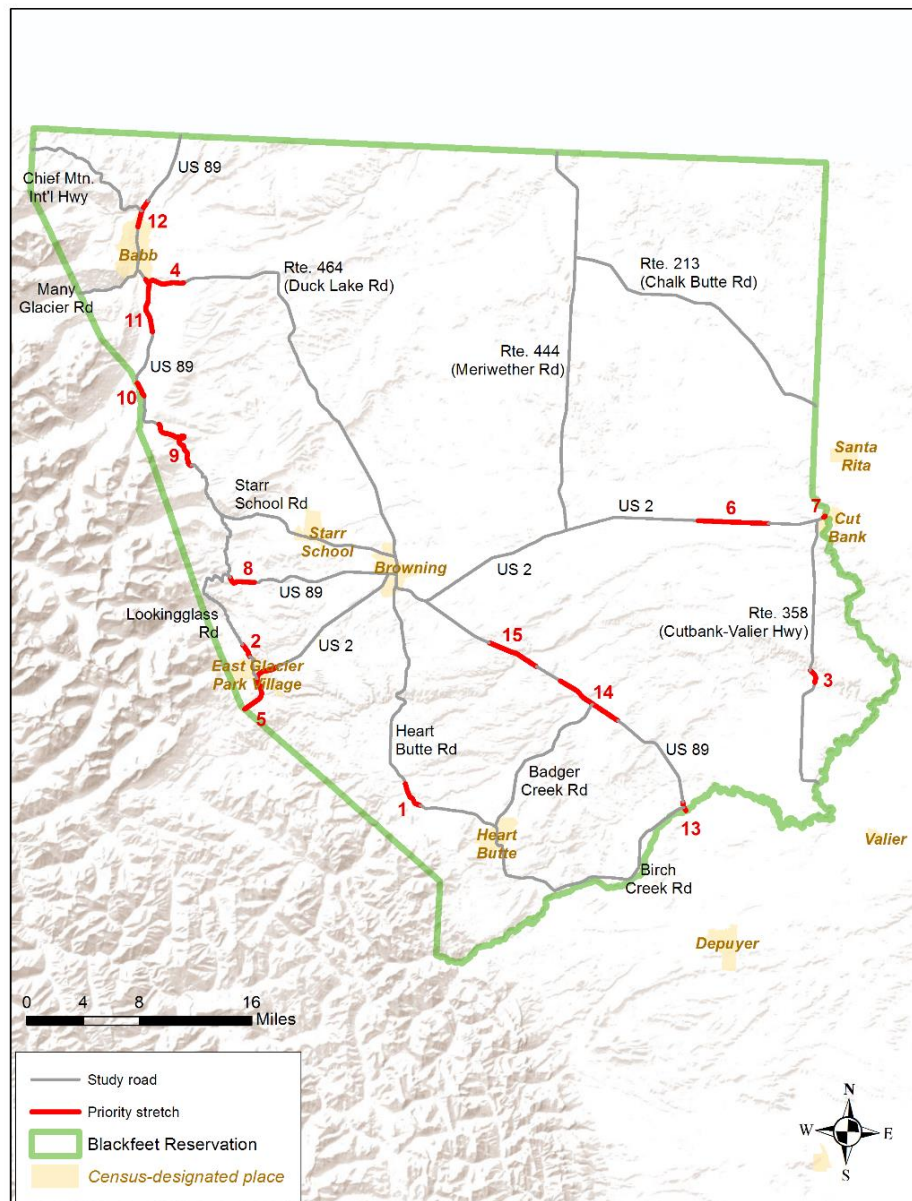 US 89
Chief Mtn.
Int'l Hwy
12
Babb
4
Rte. 464
(Duck Lake Rd)
Rte. 213
(Chalk Butte Rd)
Many
Glacier Rd
11
Rte. 444
(Meriwether Rd)
US 89
10
9
Santa
Rita
Starr
School Rd
6
7
US 2
Cut
Bank
Starr
School
8
Browning
US 2
US 89
Lookingglass
Rd
Rte. 358
(Cutbank-Valier Hwy)
2
US 2
15
East Glacier
Park Village
3
14
5
Heart
Butte Rd
US 89
Badger
Creek Rd
1
13
Heart
Butte
Valier
Birch
Creek Rd
Depuyer
0 4 8 16
Miles
Study road
Priority stretch
Blackfeet Reservation
Census-designated place
N
W E
S